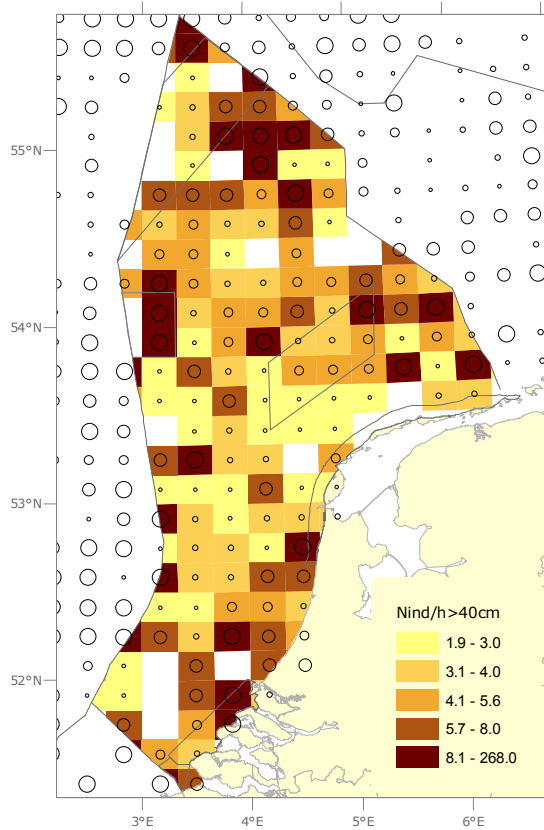 55°N
54°N
53°N
52°N
Nind/h>40cm
1.9 - 3.0
3.1 - 4.0
4.1 - 5.6
5.7 - 8.0
8.1 - 268.0
3°E 4°E 5°E 6°E